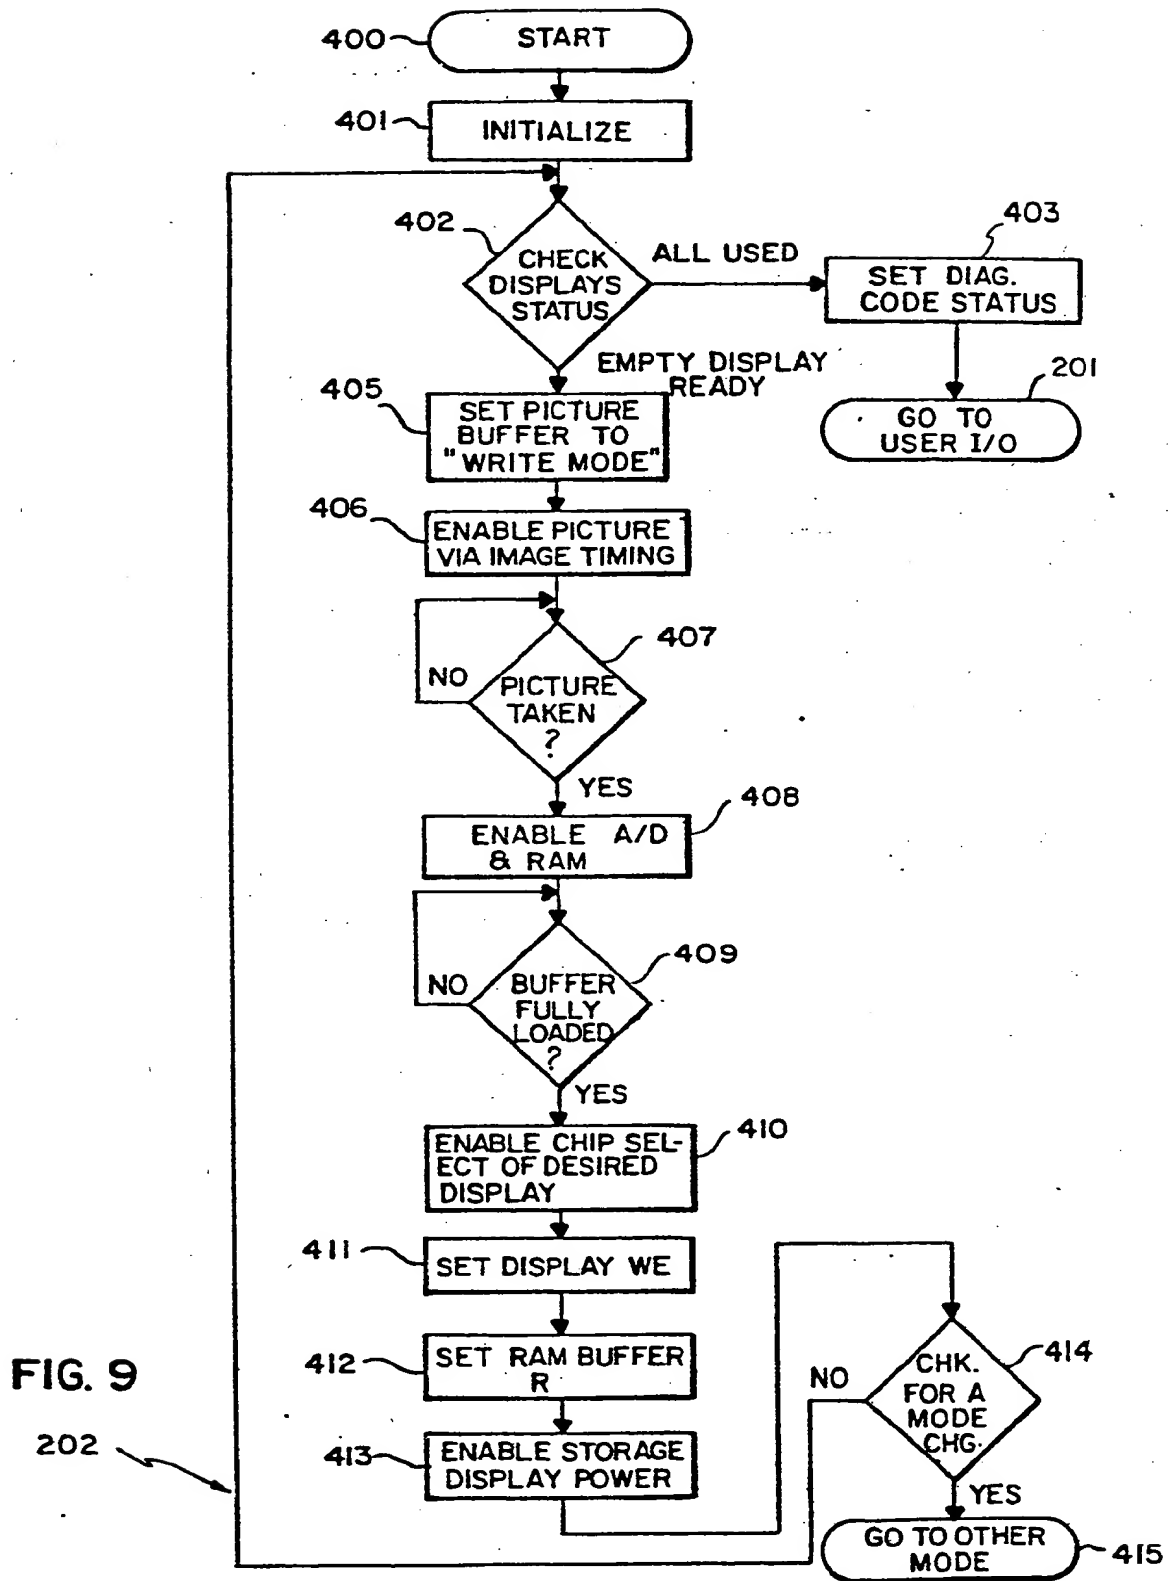 400
START
401
INITIALIZE
402
CHECK
DISPLAYS
STATUS
ALL USED
403
SET DIAG.
CODE STATUS
EMPTY DISPLAY
READY
201
GO TO
USER I/O
405
SET PICTURE
BUFFER TO
"WRITE MODE"
406
ENABLE PICTURE
VIA IMAGE TIMING
407
NO
PICTURE
TAKEN
?
YES
408
ENABLE A/D
& RAM
409
NO
BUFFER
FULLY
LOADED
?
YES
410
ENABLE CHIP SEL-
ECT OF DESIRED
DISPLAY
411
SET DISPLAY WE
412
SET RAM BUFFER
R
413
ENABLE STORAGE
DISPLAY POWER
414
NO
CHK.
FOR A
MODE
CHG.
YES
GO TO OTHER
MODE
415
FIG. 9
202